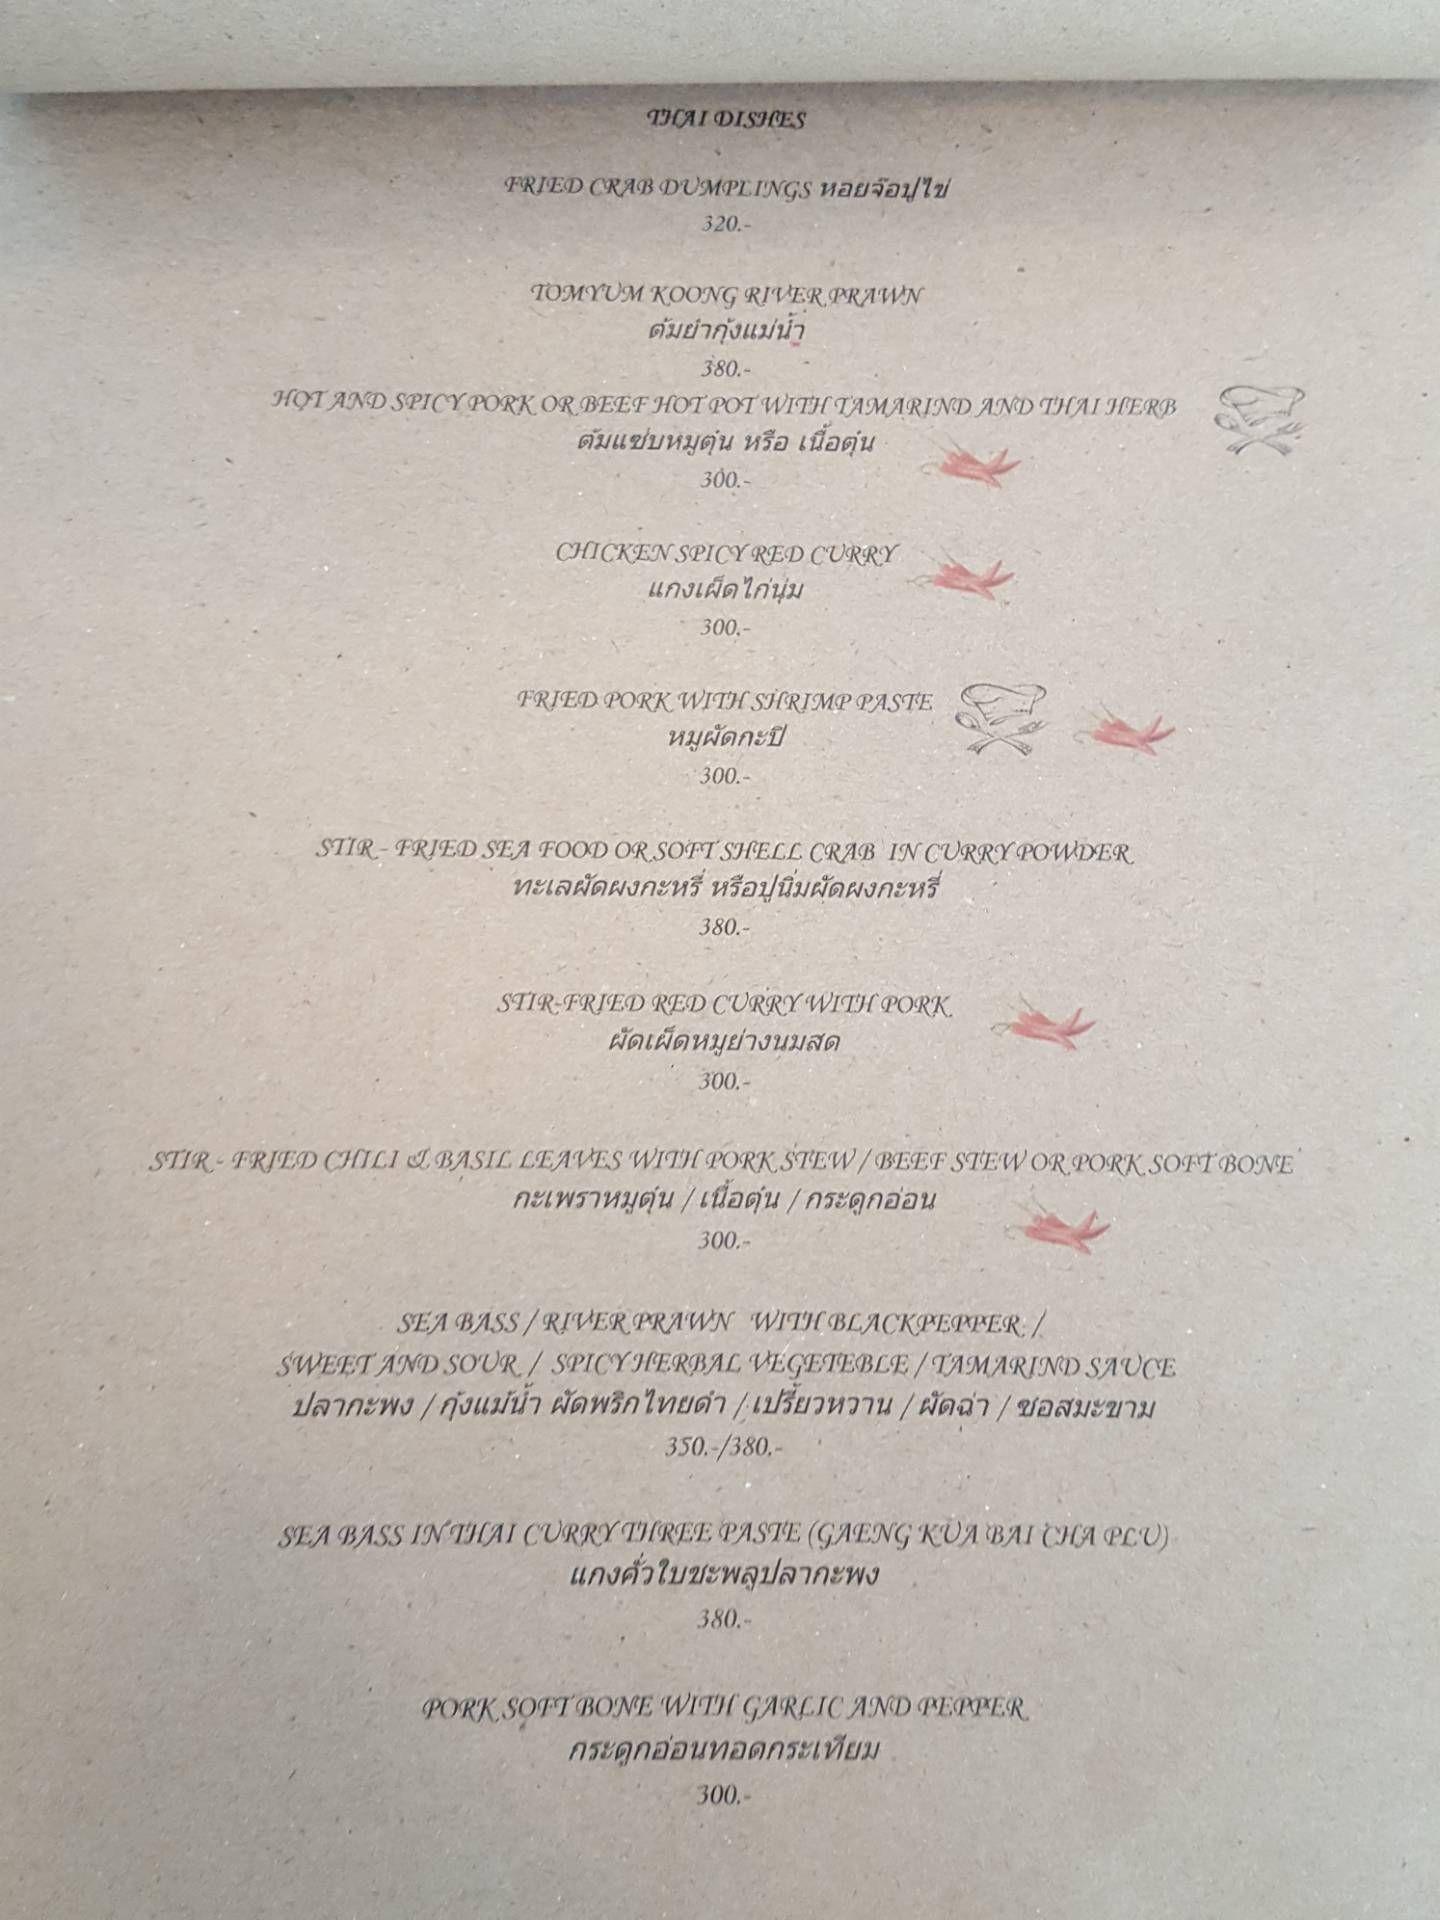 THAI DISHES
FRIED CRAB DUMPLINGS หอยจ๊อปูไข่
320.-
TOMYUM KOONG RIVER PRAWN
ต้มยำกุ้งแม่น้ำ
380.-
HOT AND SPICY PORK OR BEEF HOT POT WITH TAMARIND AND THAI HERB
ต้มแซ่บหมูตุ๋น หรือ เนื้อตุ๋น
300.-
CHICKEN SPICY RED CURRY
แกงเผ็ดไก่นุ่ม
300.-
FRIED PORK WITH SHRIMP PASTE
หมูผัดกะปิ
300.-
STIR - FRIED SEA FOOD OR SOFT SHELL CRAB IN CURRY POWDER
ทะเลผัดผงกะหรี่ หรือปูนิ่มผัดผงกะหรี่
380.-
STIR-FRIED RED CURRY WITH PORK
ผัดเผ็ดหมูย่างนมสด
300.-
STIR - FRIED CHILI & BASIL LEAVES WITH PORK STEW / BEEF STEW OR PORK SOFT BONE
กะเพราหมูตุ๋น / เนื้อตุ๋น / กระดูกอ่อน
300.-
SEA BASS / RIVER PRAWN WITH BLACKPEPPER /
SWEET AND SOUR / SPICY HERBAL VEGETEBLE / TAMARIND SAUCE
ปลากะพง / กุ้งแม้น้ำ ผัดพริกไทยดำ / เปรี้ยวหวาน / ผัดฉ่า / ซอสมะขาม
350.-/380.-
SEA BASS IN THAI CURRY THREE PASTE (GAENG KUA BAI CHA PLU)
แกงคั่วใบชะพลูปลากะพง
380.-
PORK SOFT BONE WITH GARLIC AND PEPPER
กระดูกอ่อนทอดกระเทียม
300.-